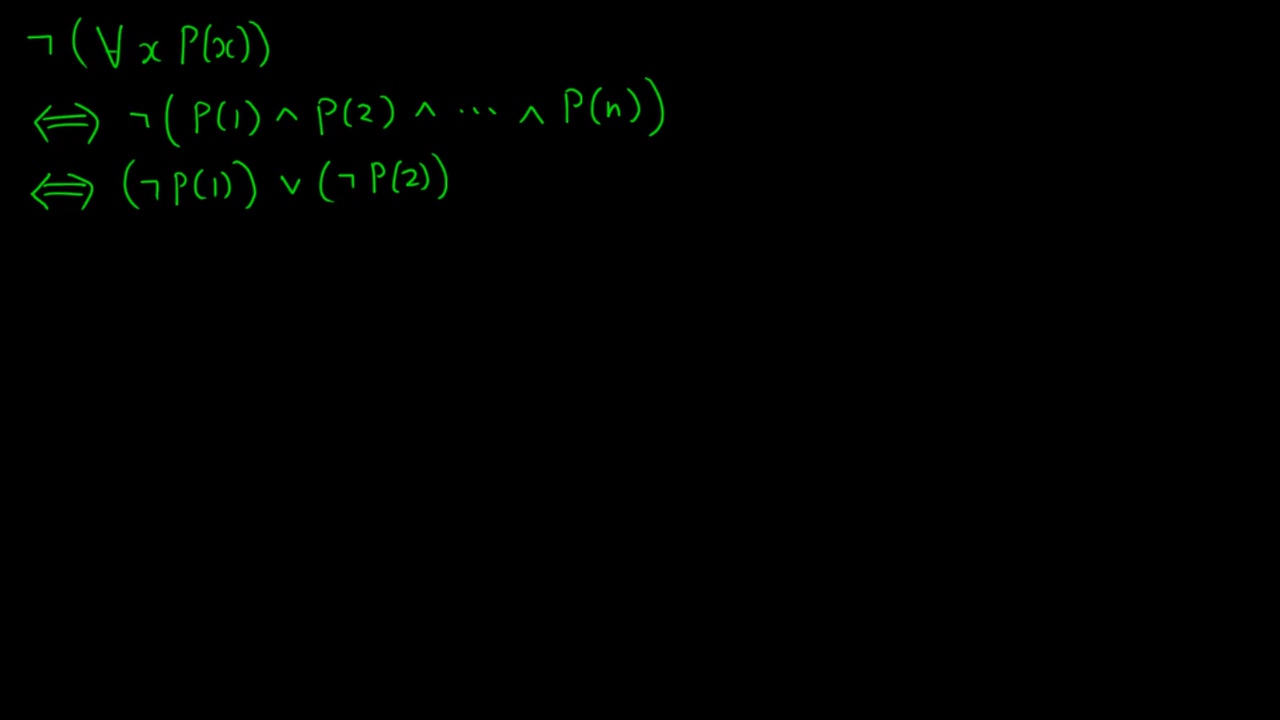 ¬(∀x P(x))
⟺ ¬(P(1) ∧ P(2) ∧ ⋯ ∧ P(n))
⟺ (¬P(1)) ∨ (¬P(2))